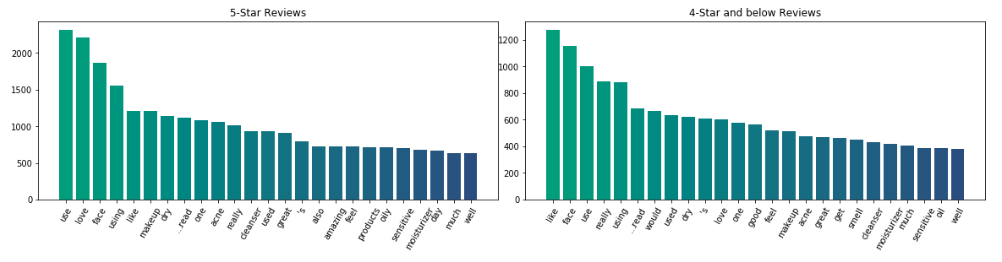 5-Star Reviews
2000
1500
1000
500
0
use
love
face
using
like
makeup
dry
...read
one
acne
really
cleanser
used
great
's
also
amazing
feel
products
oily
sensitive
moisturizer
day
much
well
4-Star and below Reviews
1200
1000
800
600
400
200
0
like
face
use
really
using
...read
would
used
dry
's
love
one
good
feel
makeup
acne
great
get
smell
cleanser
moisturizer
much
sensitive
oil
well